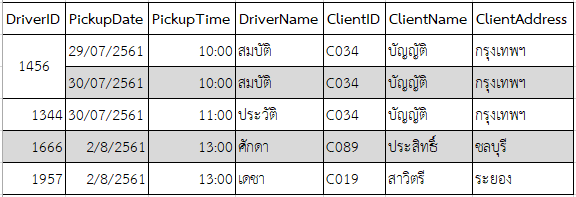 DriverID PickupDate PickupTime DriverName ClientID ClientName ClientAddress
1456 29/07/2561 10:00 สมบัติ C034 บัญญัติ กรุงเทพฯ
30/07/2561 10:00 สมบัติ C034 บัญญัติ กรุงเทพฯ
1344 30/07/2561 11:00 ประวัติ C034 บัญญัติ กรุงเทพฯ
1666 2/8/2561 13:00 ศักดา C089 ประสิทธิ์ ชลบุรี
1957 2/8/2561 13:00 เดชา C019 สาวิตรี ระยอง